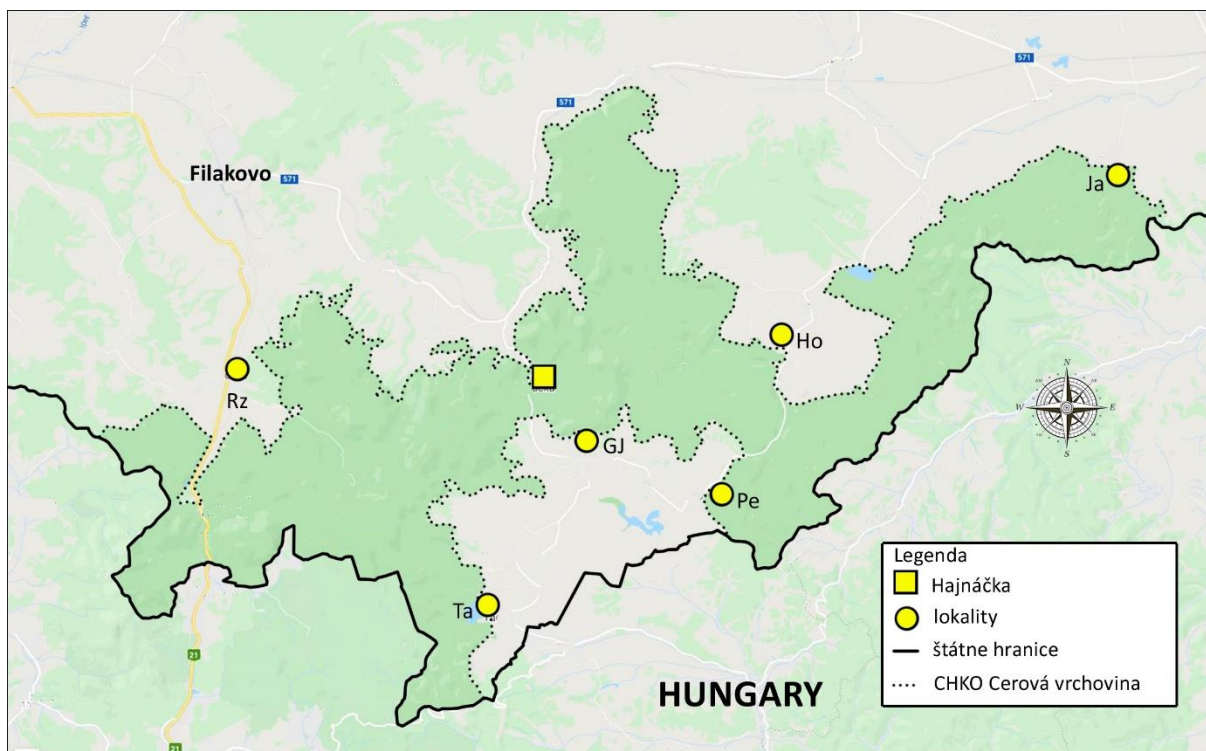 571
571
Filakovo
571
Ja
N
W E
S
Ho
Rz
GJ
Pe
Ta
21
21
HUNGARY
Legenda
Hajnáčka
lokality
štátne hranice
CHKO Cerová vrchovina